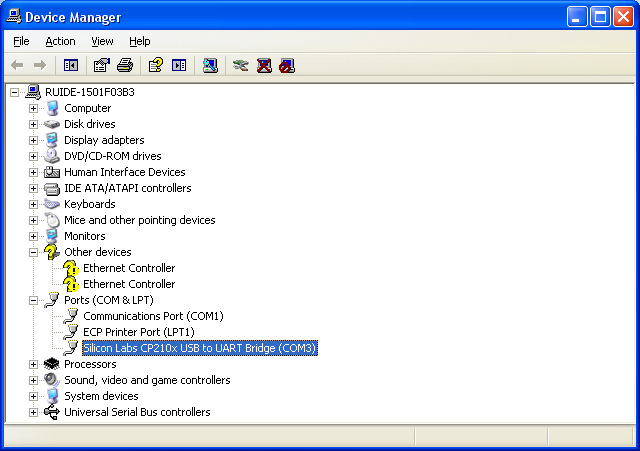 Device Manager
File Action View Help
RUIDE-1501F03B3
Computer
Disk drives
Display adapters
DVD/CD-ROM drives
Human Interface Devices
IDE ATA/ATAPI controllers
Keyboards
Mice and other pointing devices
Monitors
Other devices
Ethernet Controller
Ethernet Controller
Ports (COM & LPT)
Communications Port (COM1)
ECP Printer Port (LPT1)
Silicon Labs CP210x USB to UART Bridge (COM3)
Processors
Sound, video and game controllers
System devices
Universal Serial Bus controllers